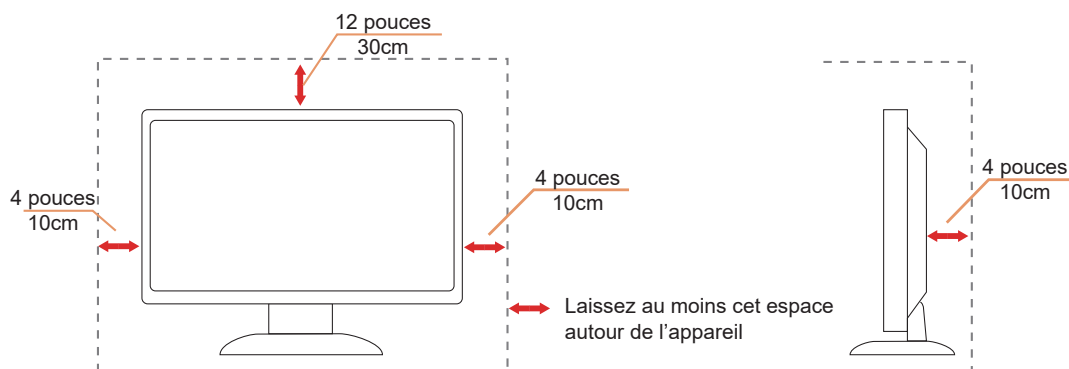 12 pouces
30cm
4 pouces
10cm
4 pouces
10cm
4 pouces
10cm
Laissez au moins cet espace
autour de l’appareil